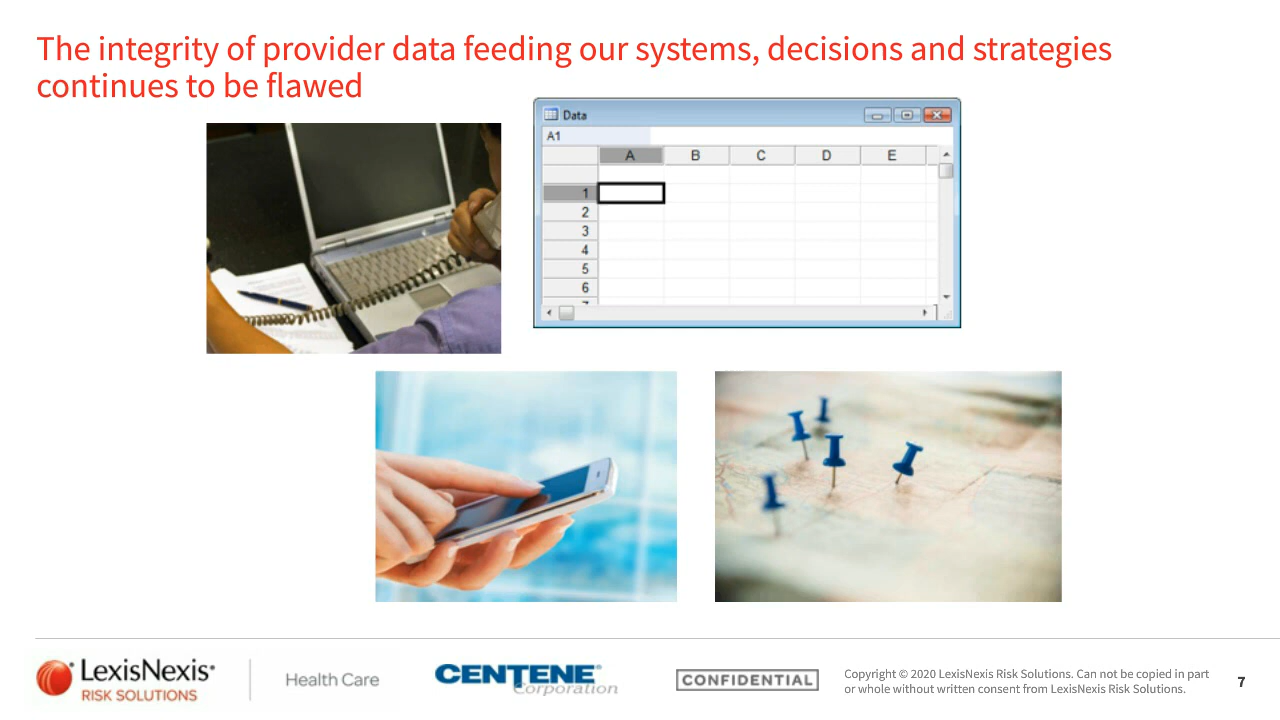 The integrity of provider data feeding our systems, decisions and strategies
continues to be flawed
Data
A1
A B C D E
1
2
3
4
5
6
LexisNexis®
RISK SOLUTIONS
Health Care
CENTENE®
Corporation
CONFIDENTIAL
Copyright © 2020 LexisNexis Risk Solutions. Can not be copied in part
or whole without written consent from LexisNexis Risk Solutions.
7